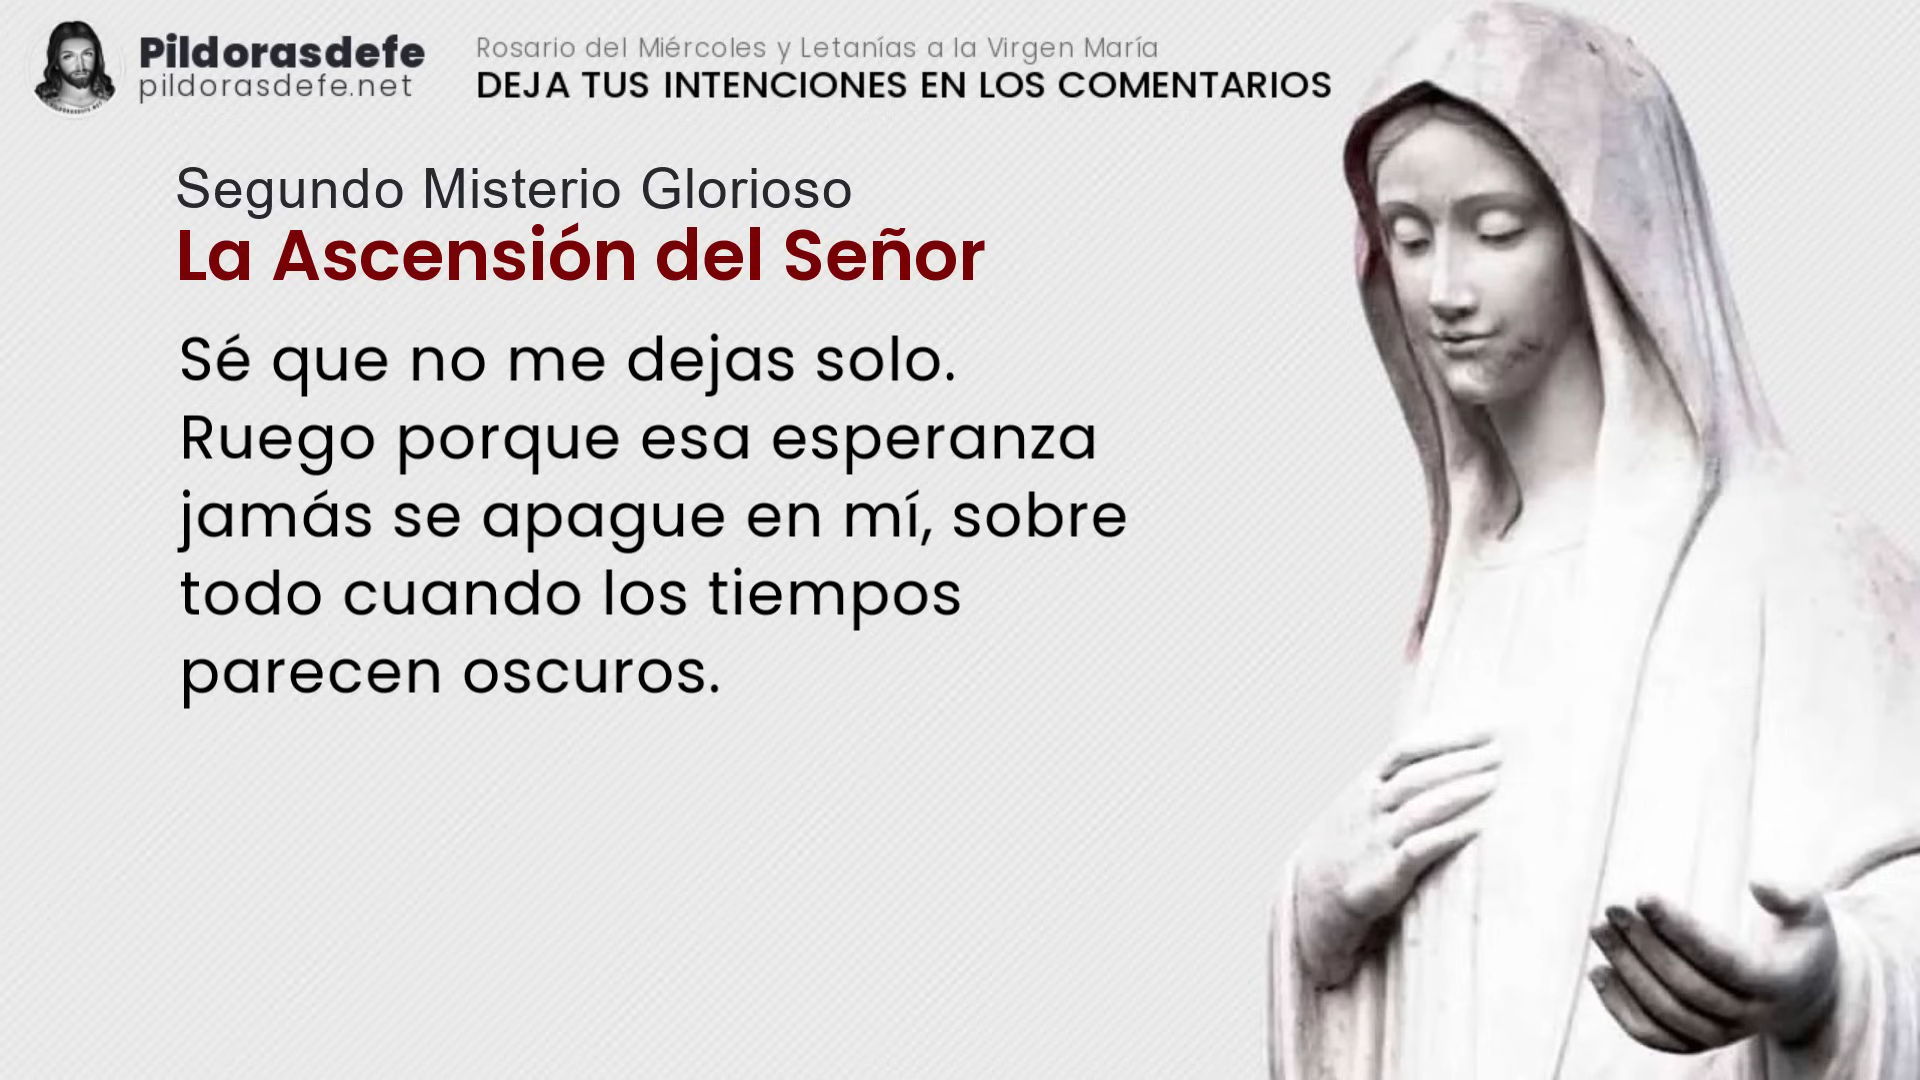 Pildorasdefe
pildorasdefe.net
Rosario del Miércoles y Letanías a la Virgen María
DEJA TUS INTENCIONES EN LOS COMENTARIOS
Segundo Misterio Glorioso
La Ascensión del Señor
Sé que no me dejas solo.
Ruego porque esa esperanza
jamás se apague en mí, sobre
todo cuando los tiempos
parecen oscuros.